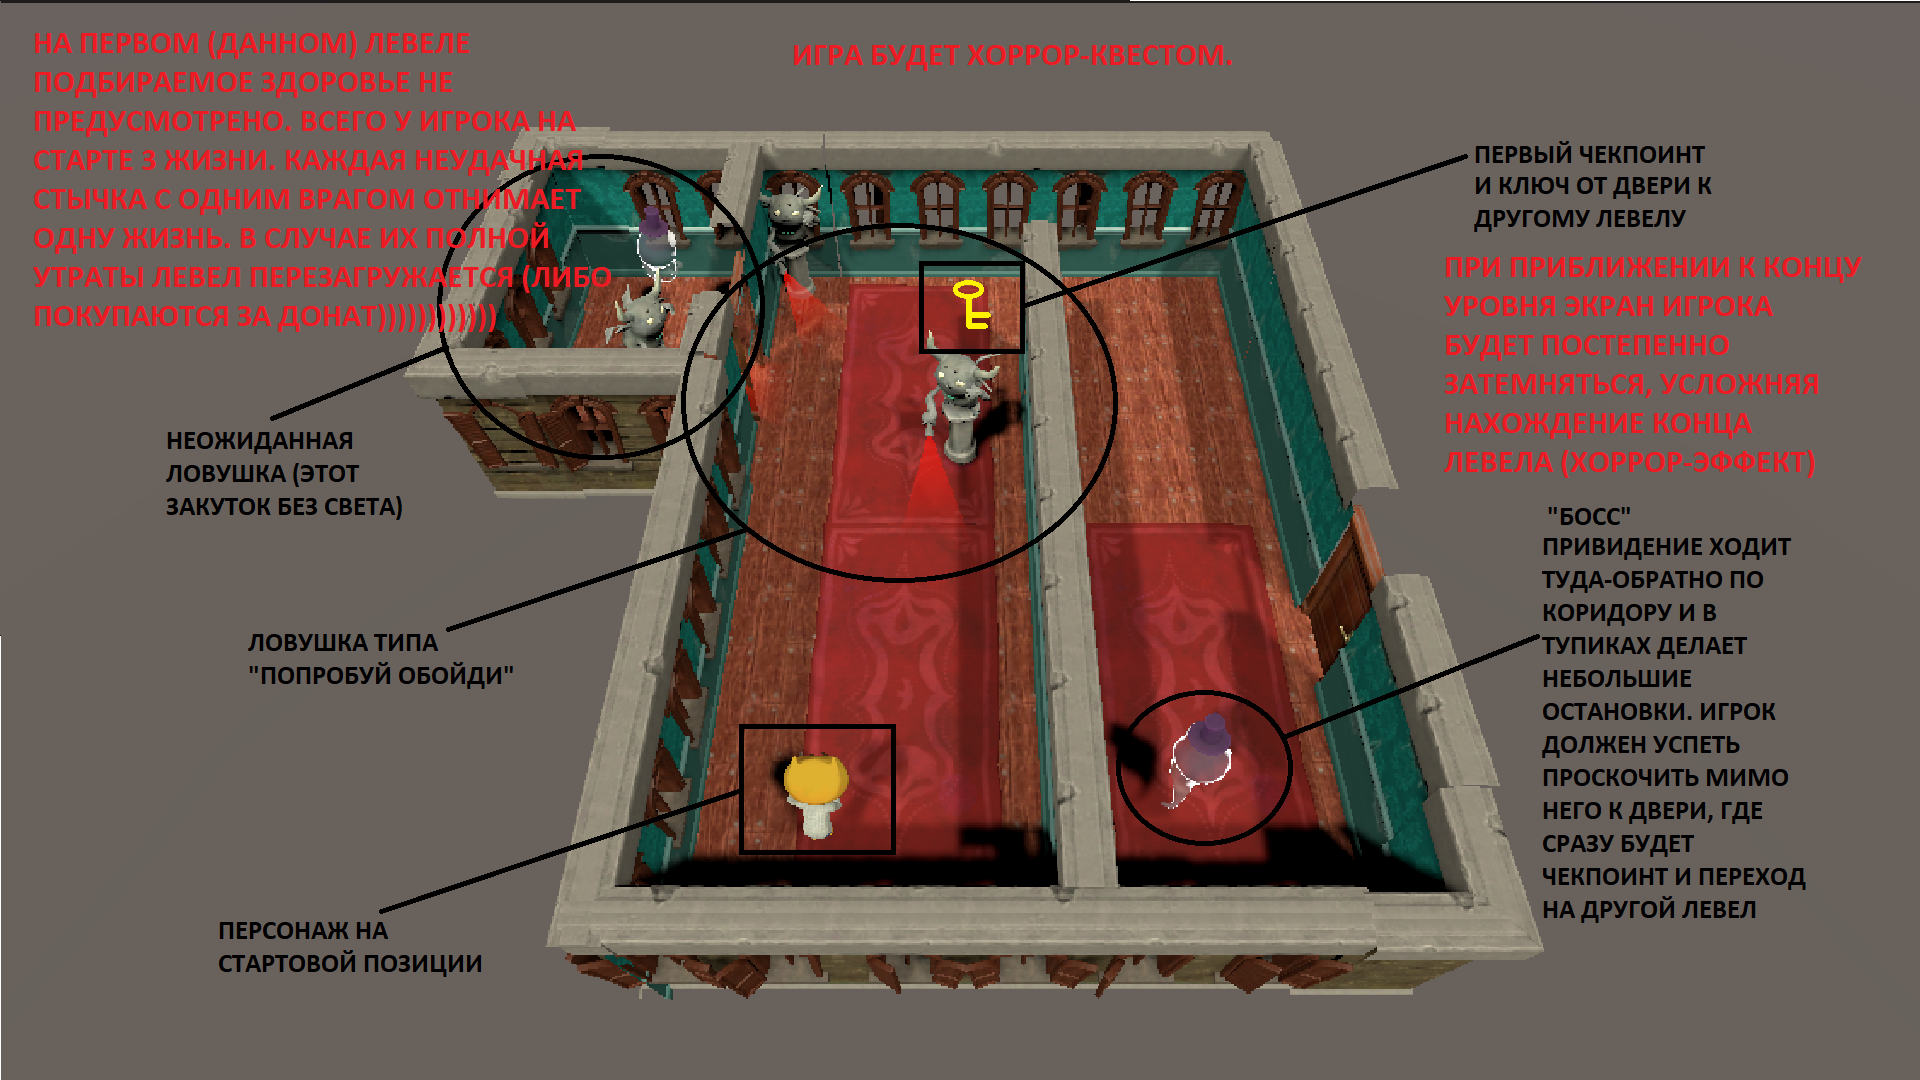 НА ПЕРВОМ (ДАННОМ) ЛЕВЕЛЕ
ПОДБИРАЕМОЕ ЗДОРОВЬЕ НЕ
ПРЕДУСМОТРЕНО. ВСЕГО У ИГРОКА НА
СТАРТЕ 3 ЖИЗНИ. КАЖДАЯ НЕУДАЧНАЯ
СТЫЧКА С ОДНИМ ВРАГОМ ОТНИМАЕТ
ОДНУ ЖИЗНЬ. В СЛУЧАЕ ИХ ПОЛНОЙ
УТРАТЫ ЛЕВЕЛ ПЕРЕЗАГРУЖАЕТСЯ (ЛИБО
ПОКУПАЮТСЯ ЗА ДОНАТ))))))))))))
ИГРА БУДЕТ ХОРРОР-КВЕСТОМ.
ПЕРВЫЙ ЧЕКПОИНТ
И КЛЮЧ ОТ ДВЕРИ К
ДРУГОМУ ЛЕВЕЛУ
ПРИ ПРИБЛИЖЕНИИ К КОНЦУ
УРОВНЯ ЭКРАН ИГРОКА
БУДЕТ ПОСТЕПЕННО
ЗАТЕМНЯТЬСЯ, УСЛОЖНЯЯ
НАХОЖДЕНИЕ КОНЦА
ЛЕВЕЛА (ХОРРОР-ЭФФЕКТ)
НЕОЖИДАННАЯ
ЛОВУШКА (ЭТОТ
ЗАКУТОК БЕЗ СВЕТА)
"БОСС"
ПРИВИДЕНИЕ ХОДИТ
ТУДА-ОБРАТНО ПО
КОРИДОРУ И В
ТУПИКАХ ДЕЛАЕТ
НЕБОЛЬШИЕ
ОСТАНОВКИ. ИГРОК
ДОЛЖЕН УСПЕТЬ
ПРОСКОЧИТЬ МИМО
НЕГО К ДВЕРИ, ГДЕ
СРАЗУ БУДЕТ
ЧЕКПОИНТ И ПЕРЕХОД
НА ДРУГОЙ ЛЕВЕЛ
ЛОВУШКА ТИПА
"ПОПРОБУЙ ОБОЙДИ"
ПЕРСОНАЖ НА
СТАРТОВОЙ ПОЗИЦИИ